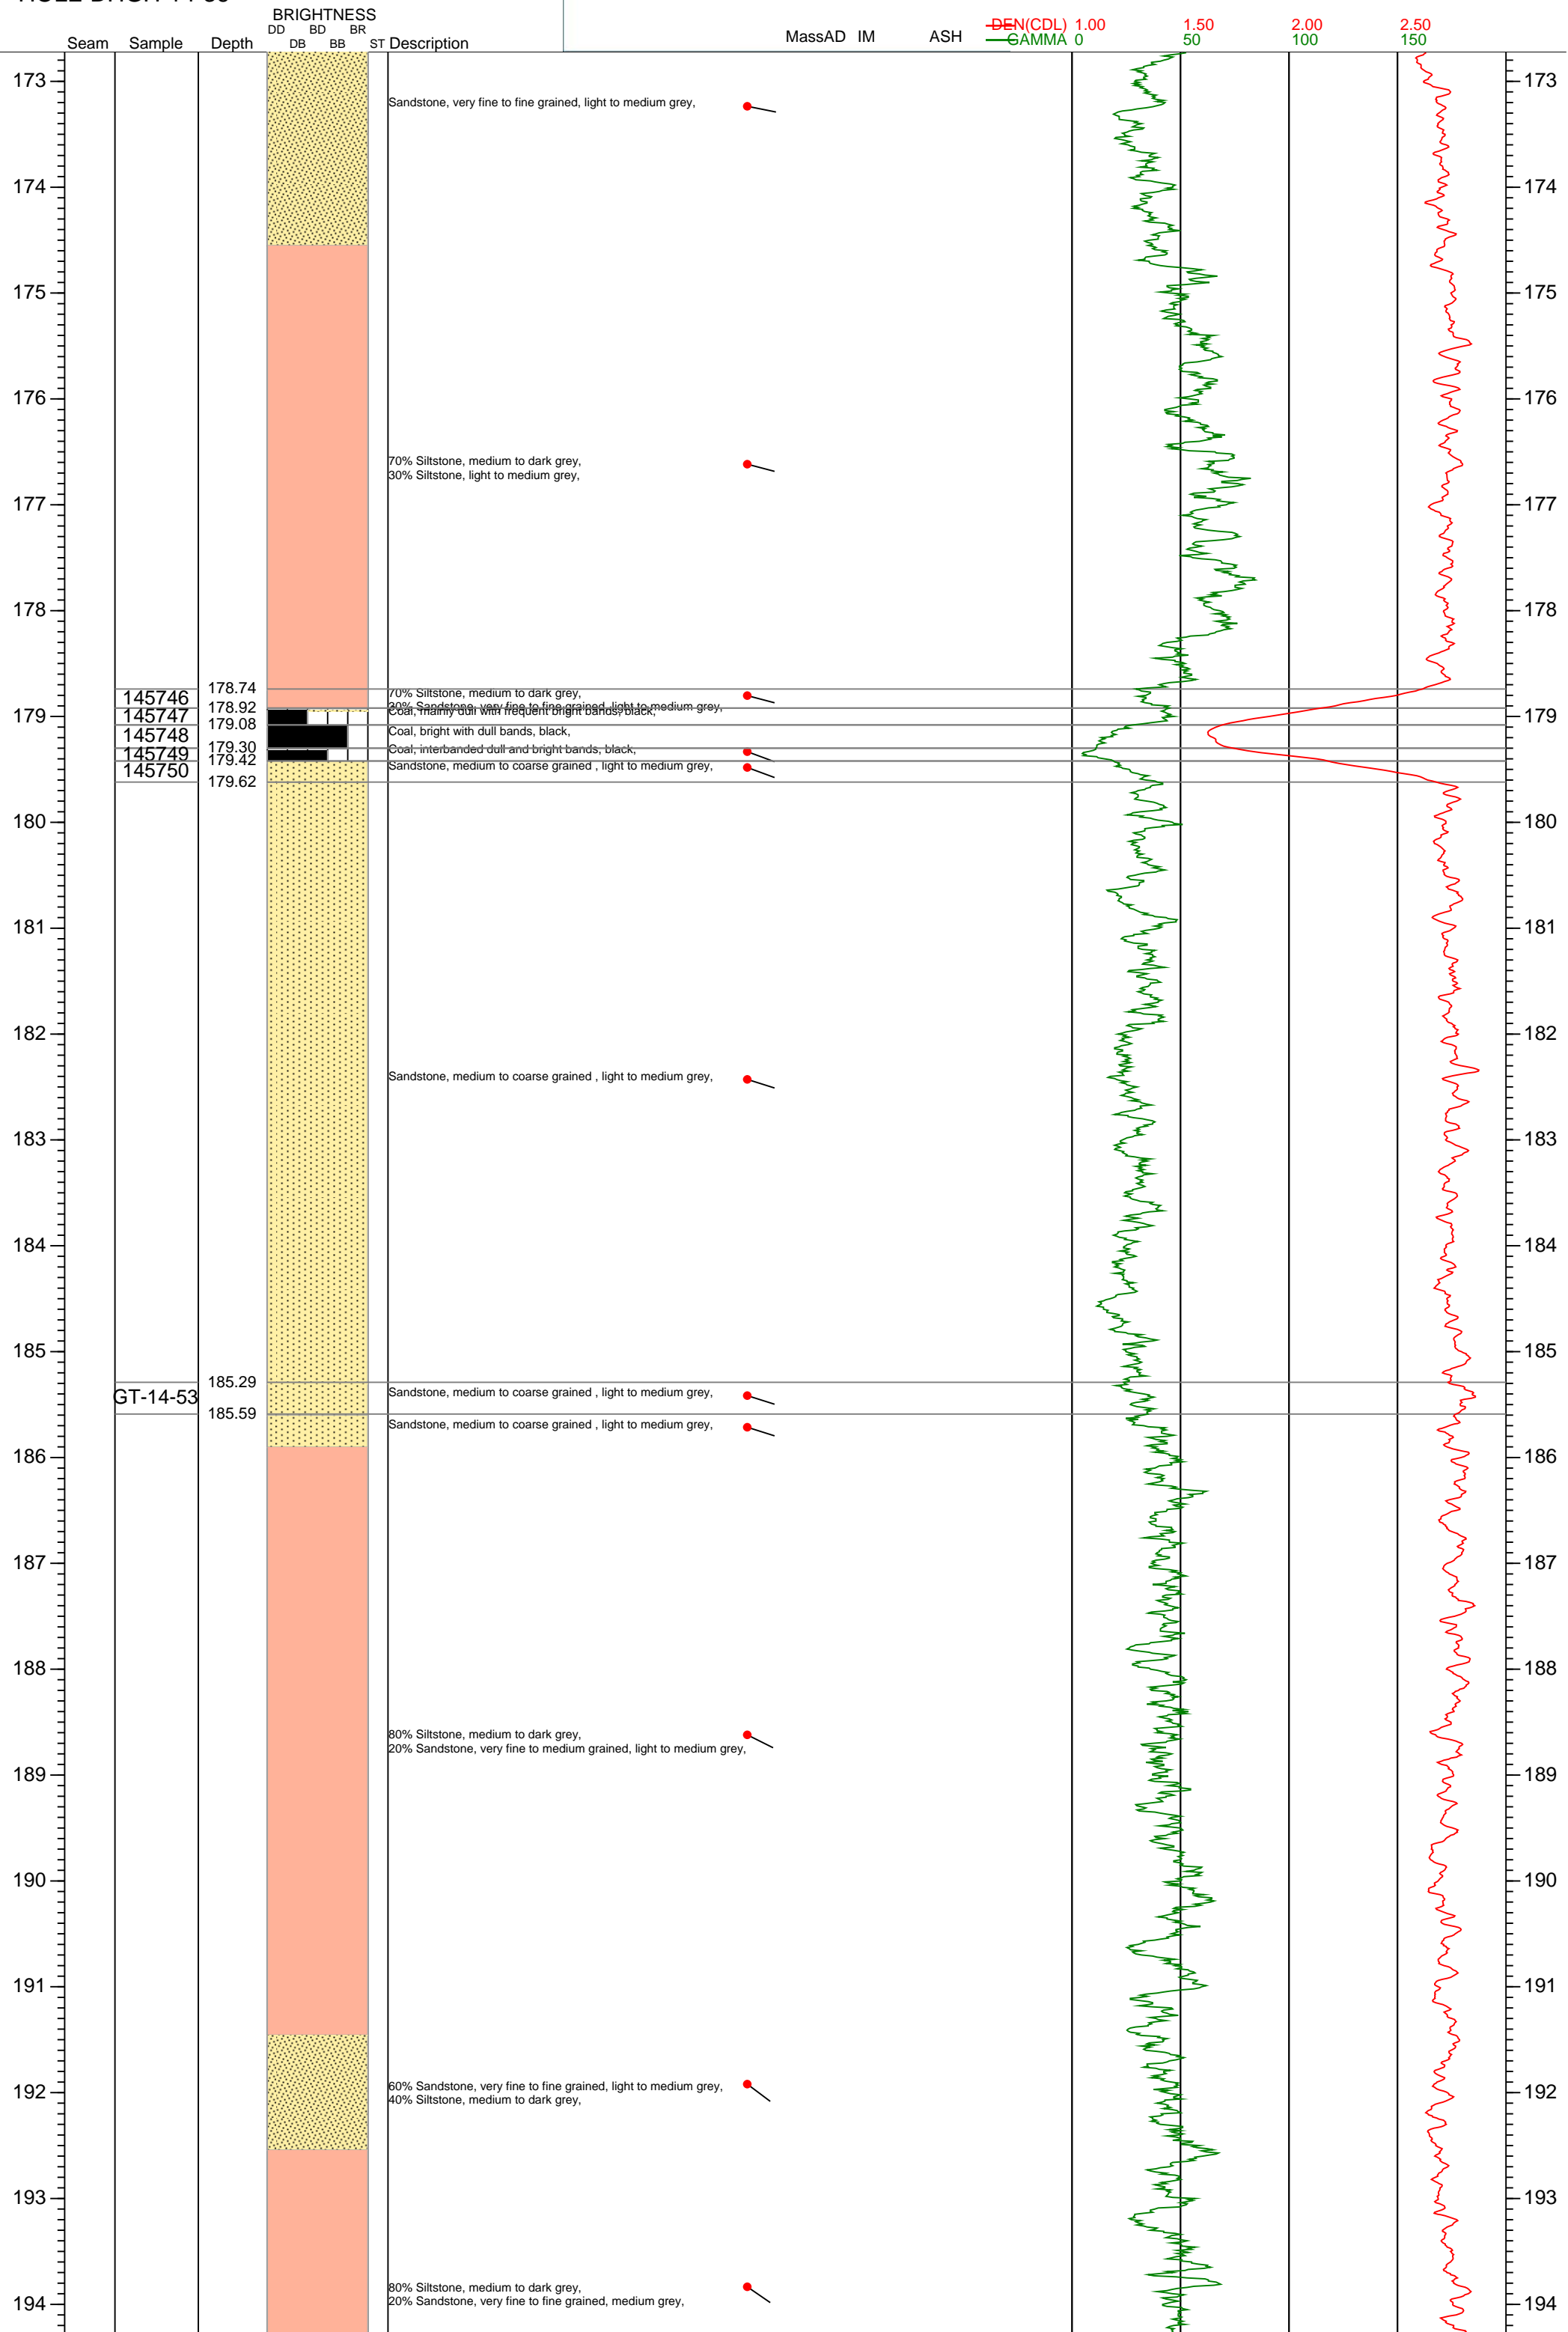 BRIGHTNESS
DD BD BR
DB BB ST
Seam Sample Depth Description MassAD IM ASH
DEN(CDL) 1.00 1.50 2.00 2.50
GAMMA 0 50 100 150
173 173
Sandstone, very fine to fine grained, light to medium grey,
174 174
175 175
176 176
70% Siltstone, medium to dark grey,
30% Siltstone, light to medium grey,
177 177
178 178
178.74
145746 70% Siltstone, medium to dark grey,
178.92 30% Sandstone, very fine to fine grained, light to medium grey,
179 145747 Coal, mainly dull with frequent bright bands, black, 179
179.08
145748 Coal, bright with dull bands, black,
179.30
145749 Coal, interbanded dull and bright bands, black,
179.42
145750 Sandstone, medium to coarse grained , light to medium grey,
179.62
180 180
181 181
182 182
Sandstone, medium to coarse grained , light to medium grey,
183 183
184 184
185 185
185.29
GT-14-53 Sandstone, medium to coarse grained , light to medium grey,
185.59
Sandstone, medium to coarse grained , light to medium grey,
186 186
187 187
188 188
80% Siltstone, medium to dark grey,
20% Sandstone, very fine to medium grained, light to medium grey,
189 189
190 190
191 191
60% Sandstone, very fine to fine grained, light to medium grey,
192 192
40% Siltstone, medium to dark grey,
193 193
80% Siltstone, medium to dark grey,
194 20% Sandstone, very fine to fine grained, medium grey, 194